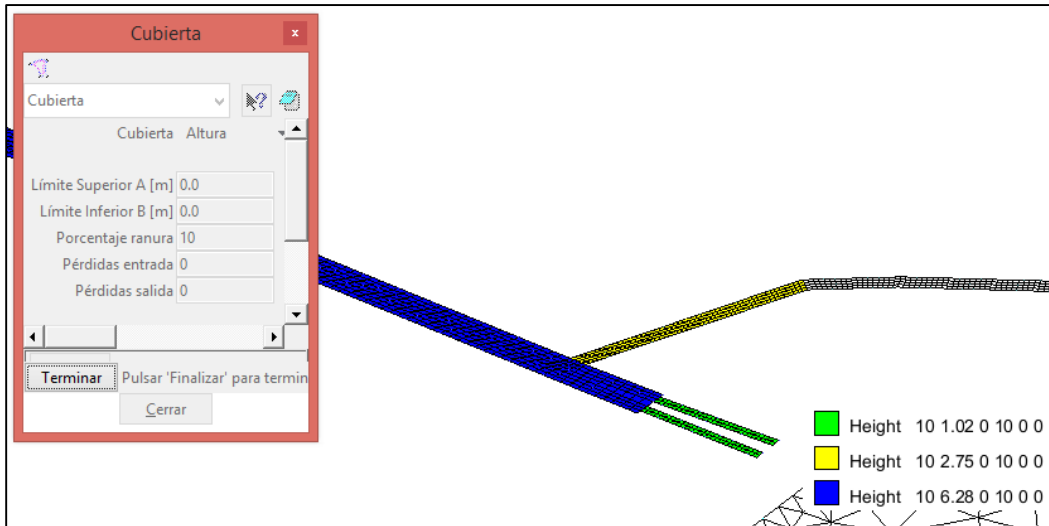 Cubierta
x
Cubierta
Cubierta Altura
Límite Superior A [m] 0.0
Límite Inferior B [m] 0.0
Porcentaje ranura 10
Pérdidas entrada 0
Pérdidas salida 0
Terminar Pulsar 'Finalizar' para termin
Cerrar
Height 10 1.02 0 10 0 0
Height 10 2.75 0 10 0 0
Height 10 6.28 0 10 0 0